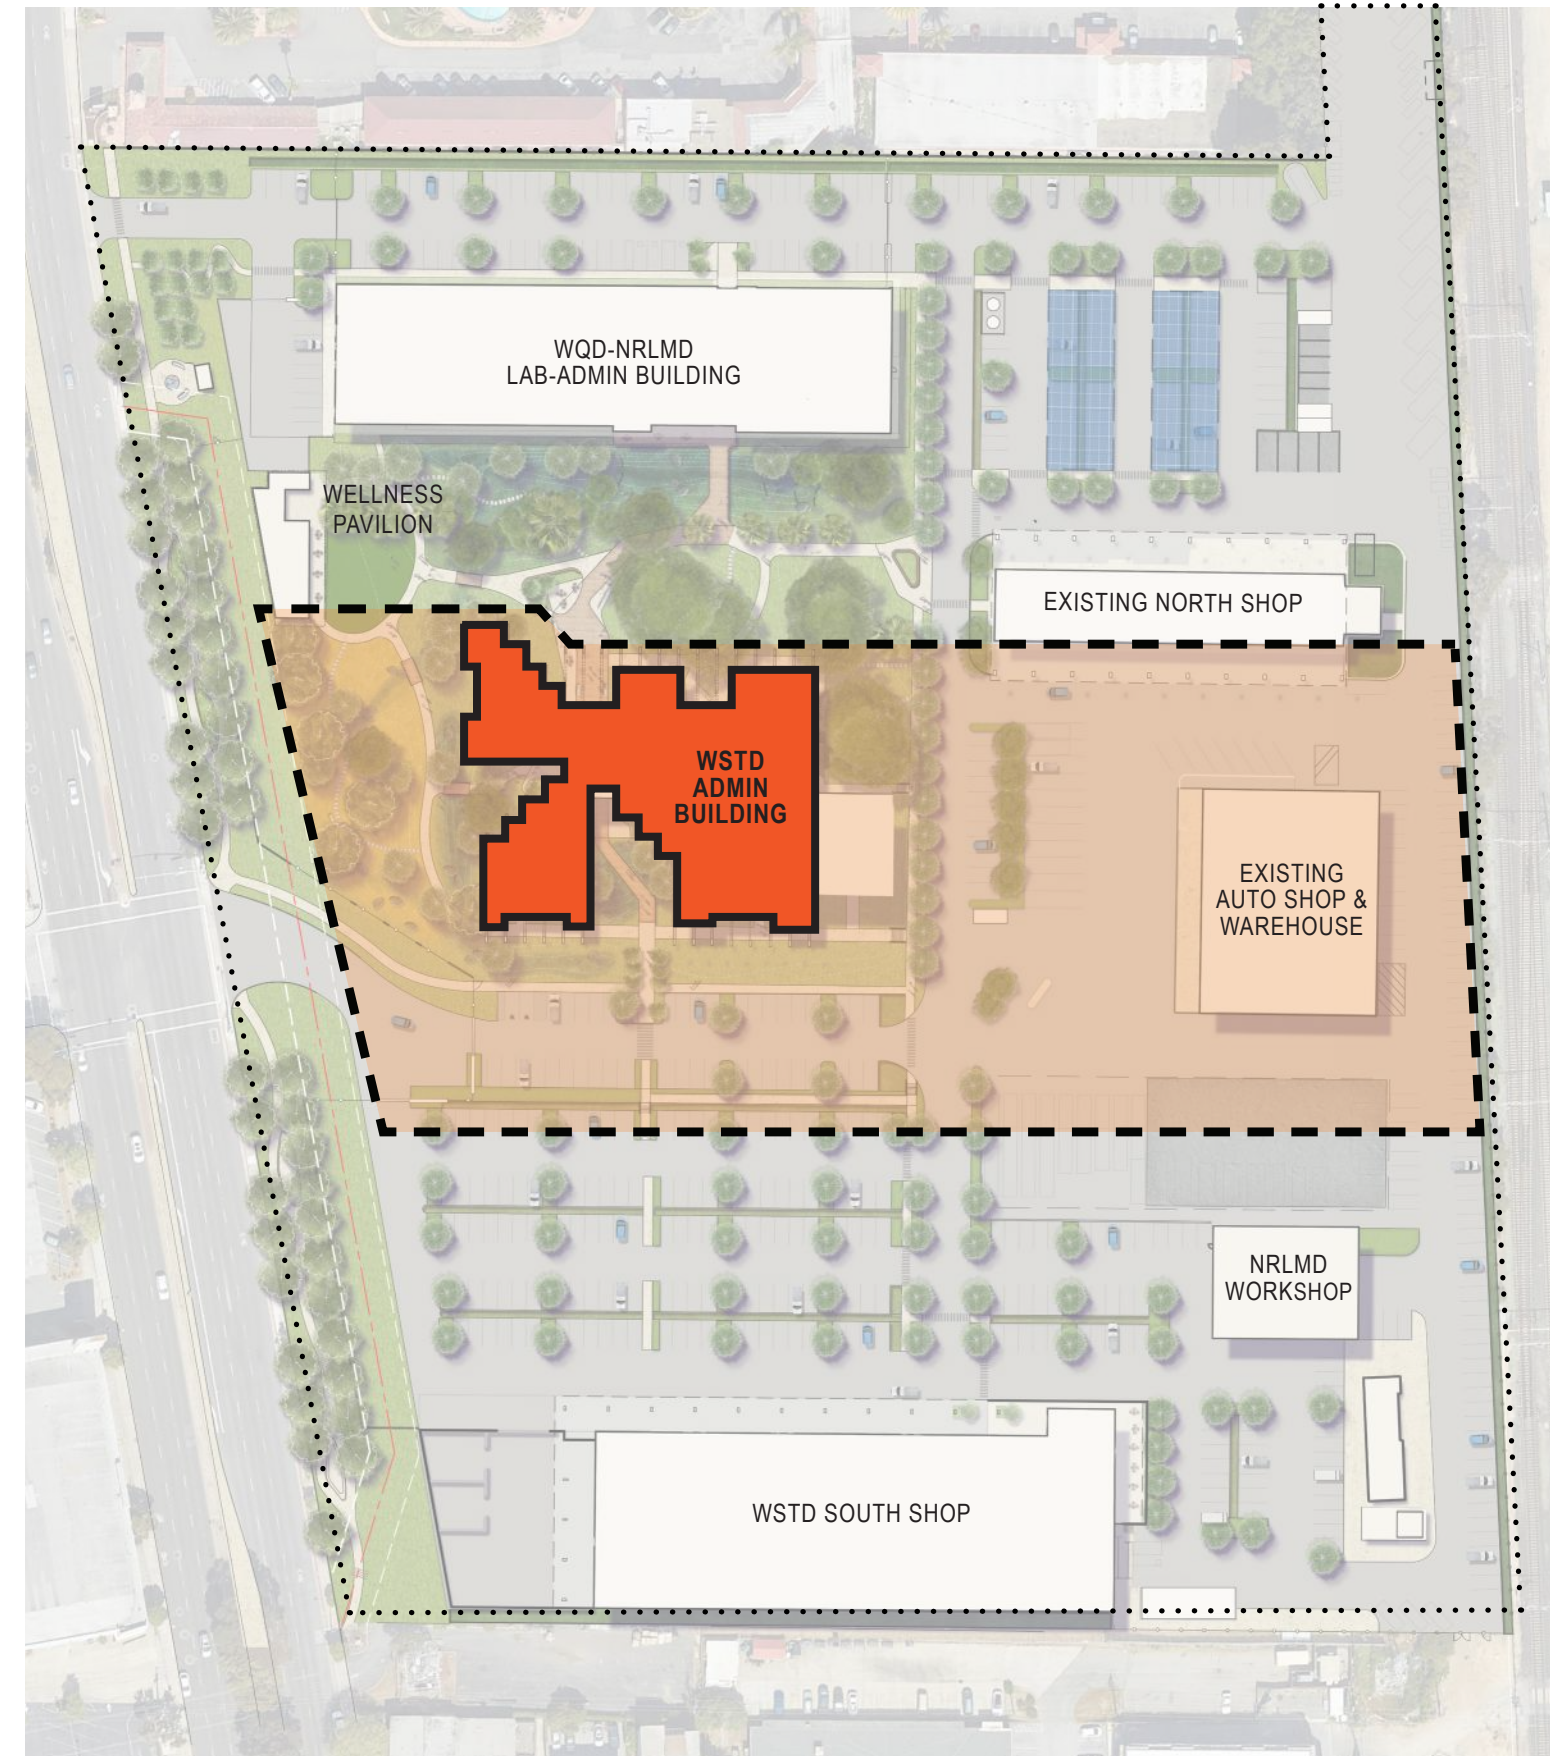 WQD-NRLMD
LAB-ADMIN BUILDING
WELLNESS
PAVILION
EXISTING NORTH SHOP
WSTD
ADMIN
BUILDING
EXISTING
AUTO SHOP &
WAREHOUSE
NRLMD
WORKSHOP
WSTD SOUTH SHOP